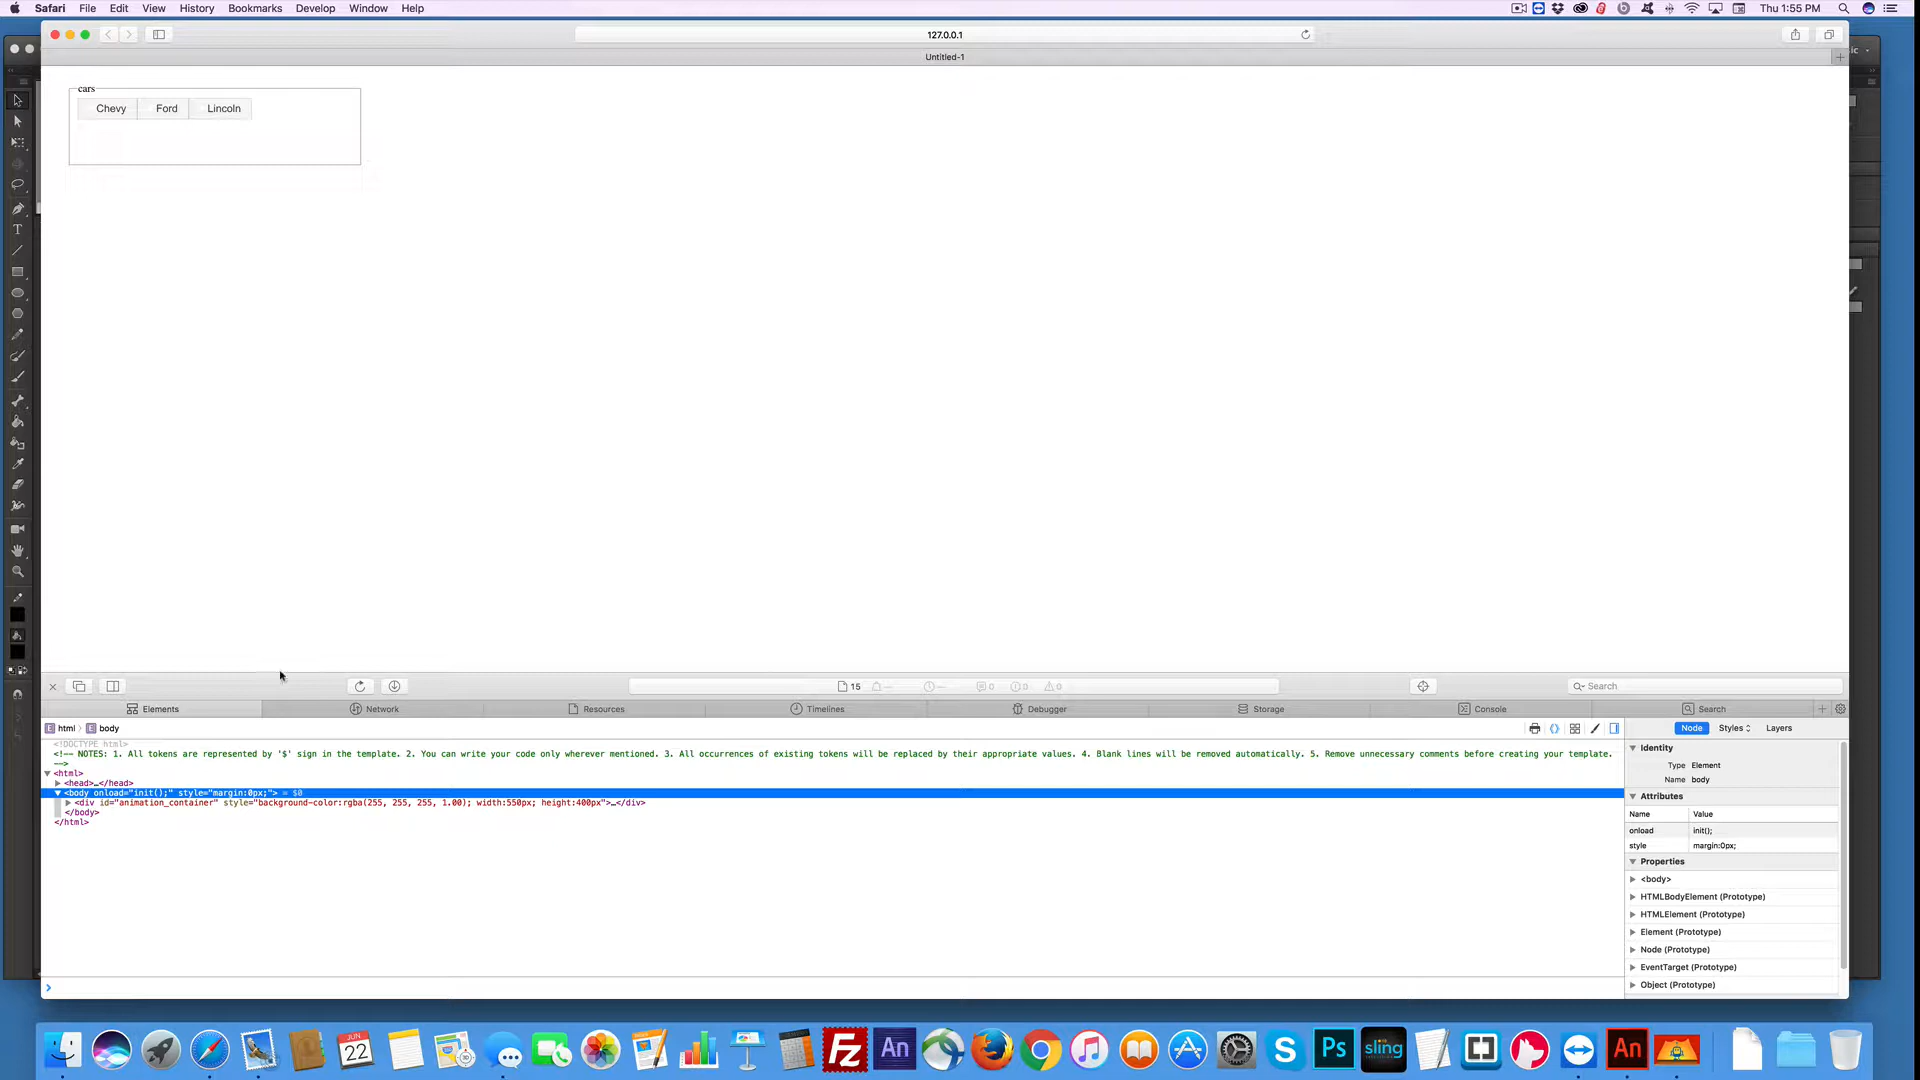 Safari File Edit View History Bookmarks Develop Window Help
Thu 1:55 PM
127.0.0.1
Untitled-1
cars
Chevy Ford Lincoln
15 — — 0 0 0 Search
Elements Network Resources Timelines Debugger Storage Console Search
E html E body
Node Styles Layers
<!DOCTYPE html>
<!-- NOTES: 1. All tokens are represented by '$' sign in the template. 2. You can write your code only wherever mentioned. 3. All occurrences of existing tokens will be replaced by their appropriate values. 4. Blank lines will be removed automatically. 5. Remove unnecessary comments before creating your template.
-->
<html>
<head>…</head>
<body onload="init();" style="margin:0px;"> = $0
<div id="animation_container" style="background-color:rgba(255, 255, 255, 1.00); width:550px; height:400px">…</div>
</body>
</html>
Identity
Type Element
Name body
Attributes
Name Value
onload init();
style margin:0px;
Properties
<body>
HTMLBodyElement (Prototype)
HTMLElement (Prototype)
Element (Prototype)
Node (Prototype)
EventTarget (Prototype)
Object (Prototype)
JUN
22
Fz
An
S
Ps
sling
An